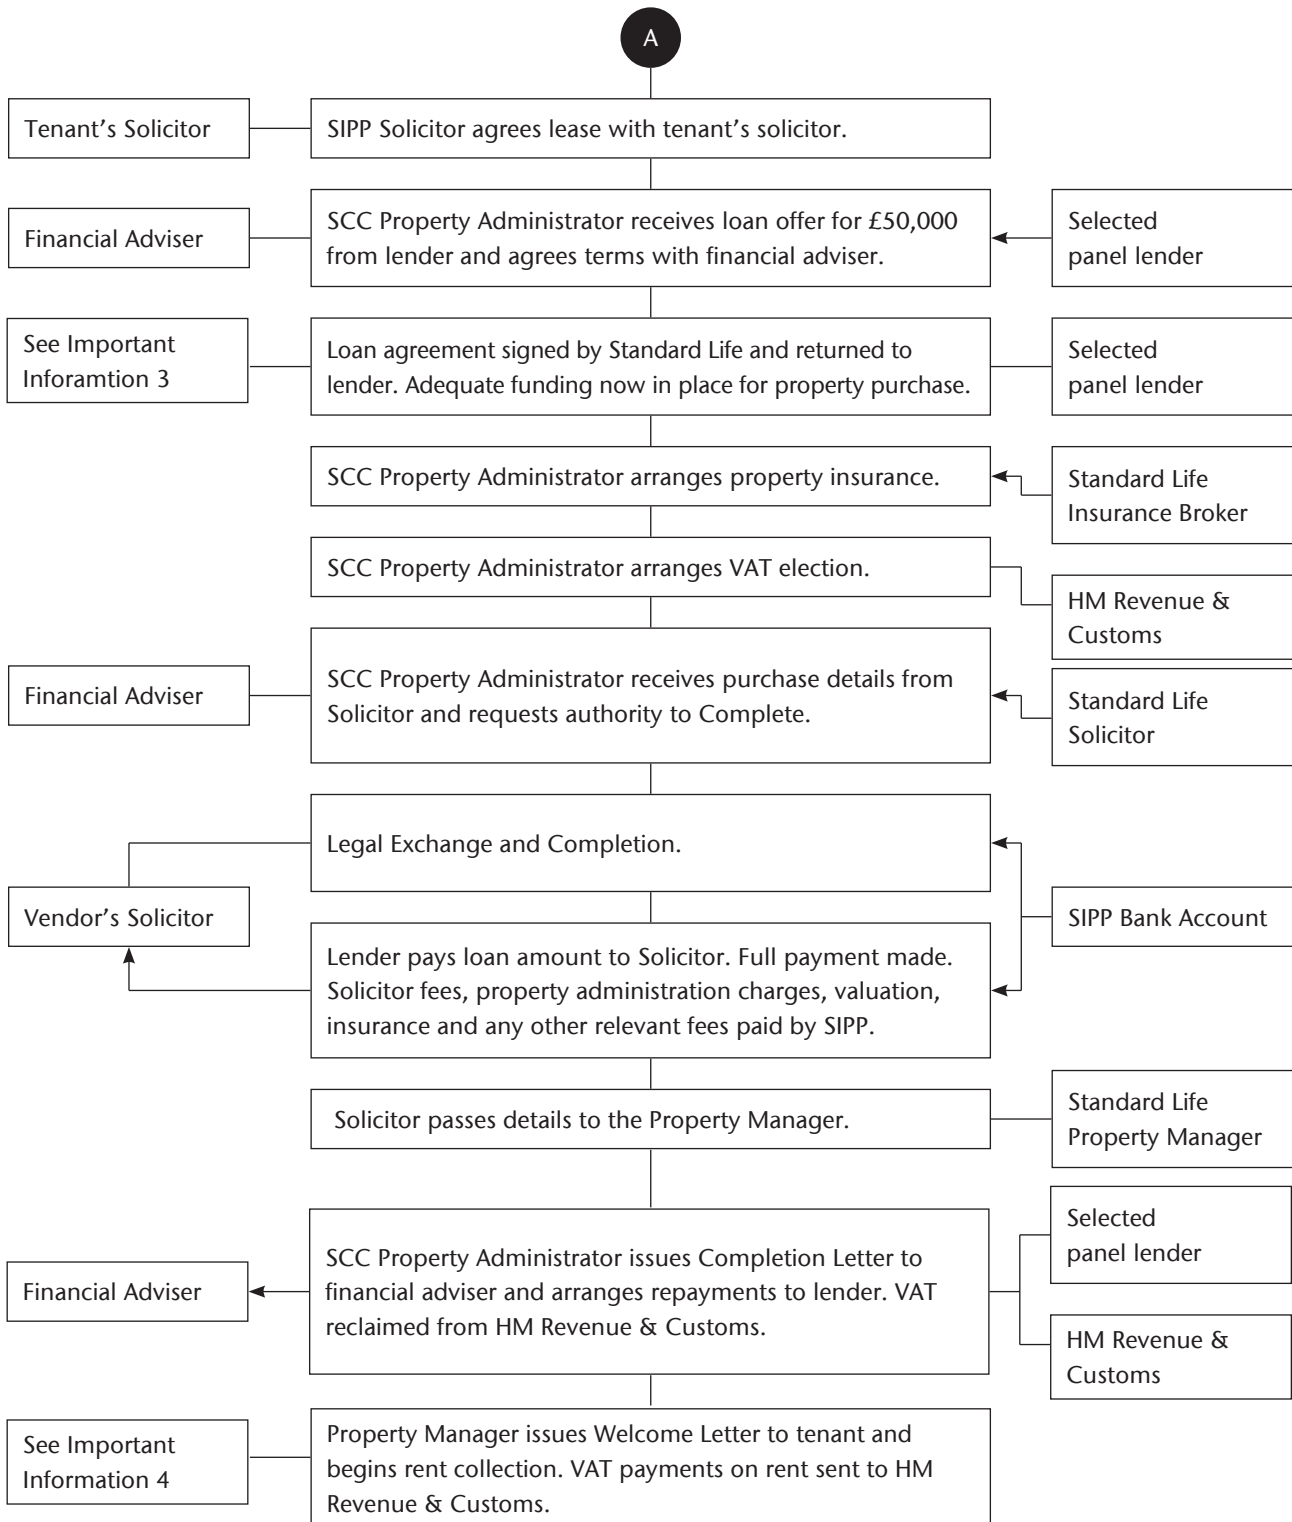 A
Tenant's Solicitor
SIPP Solicitor agrees lease with tenant's solicitor.
Financial Adviser
SCC Property Administrator receives loan offer for £50,000
from lender and agrees terms with financial adviser.
Selected
panel lender
See Important
Inforamtion 3
Loan agreement signed by Standard Life and returned to
lender. Adequate funding now in place for property purchase.
Selected
panel lender
SCC Property Administrator arranges property insurance.
Standard Life
Insurance Broker
SCC Property Administrator arranges VAT election.
HM Revenue &
Customs
Financial Adviser
SCC Property Administrator receives purchase details from
Solicitor and requests authority to Complete.
Standard Life
Solicitor
Legal Exchange and Completion.
Vendor's Solicitor
SIPP Bank Account
Lender pays loan amount to Solicitor. Full payment made.
Solicitor fees, property administration charges, valuation,
insurance and any other relevant fees paid by SIPP.
Solicitor passes details to the Property Manager.
Standard Life
Property Manager
Financial Adviser
SCC Property Administrator issues Completion Letter to
financial adviser and arranges repayments to lender. VAT
reclaimed from HM Revenue & Customs.
Selected
panel lender
HM Revenue &
Customs
See Important
Information 4
Property Manager issues Welcome Letter to tenant and
begins rent collection. VAT payments on rent sent to HM
Revenue & Customs.